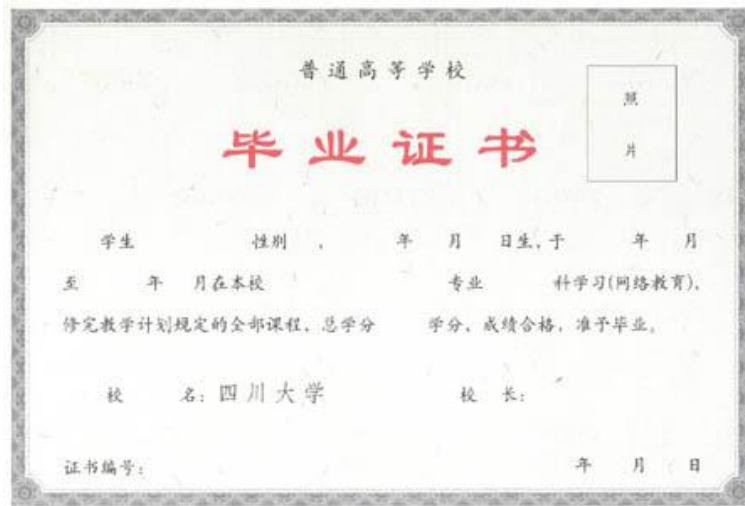 普通高等学校
照
片
毕业证书
学生 性别 , 年 月 日生,于 年 月
至 年 月在本校 专业 科学习(网络教育),
修完教学计划规定的全部课程、总学分 学分、成绩合格,准予毕业。
校 名:四川大学 校 长:
证书编号: 年 月 日